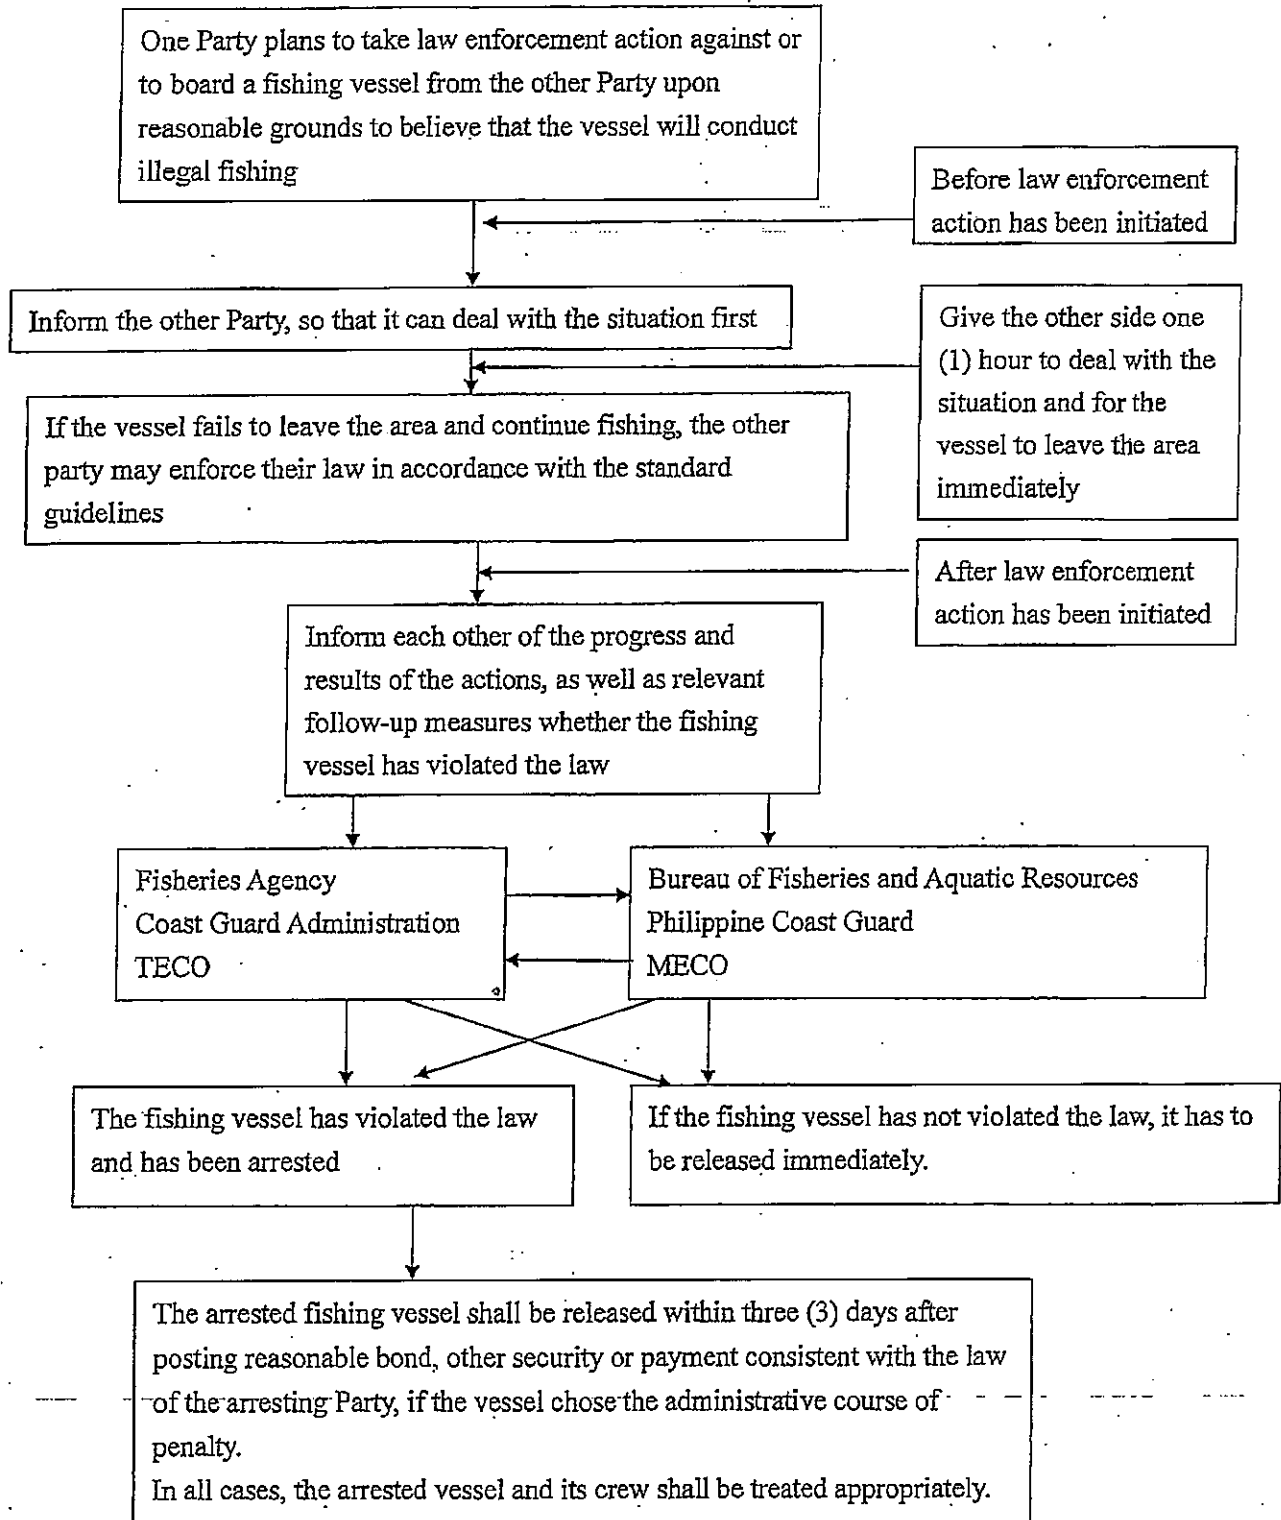 One Party plans to take law enforcement action against or
to board a fishing vessel from the other Party upon
reasonable grounds to believe that the vessel will conduct
illegal fishing
Before law enforcement
action has been initiated
Inform the other Party, so that it can deal with the situation first
Give the other side one
(1) hour to deal with the
situation and for the
vessel to leave the area
immediately
If the vessel fails to leave the area and continue fishing, the other
party may enforce their law in accordance with the standard
guidelines
After law enforcement
action has been initiated
Inform each other of the progress and
results of the actions, as well as relevant
follow-up measures whether the fishing
vessel has violated the law
Fisheries Agency
Coast Guard Administration
TECO
Bureau of Fisheries and Aquatic Resources
Philippine Coast Guard
MECO
The fishing vessel has violated the law
and has been arrested
If the fishing vessel has not violated the law, it has to
be released immediately.
The arrested fishing vessel shall be released within three (3) days after
posting reasonable bond, other security or payment consistent with the law
of the arresting Party, if the vessel chose the administrative course of
penalty.
In all cases, the arrested vessel and its crew shall be treated appropriately.